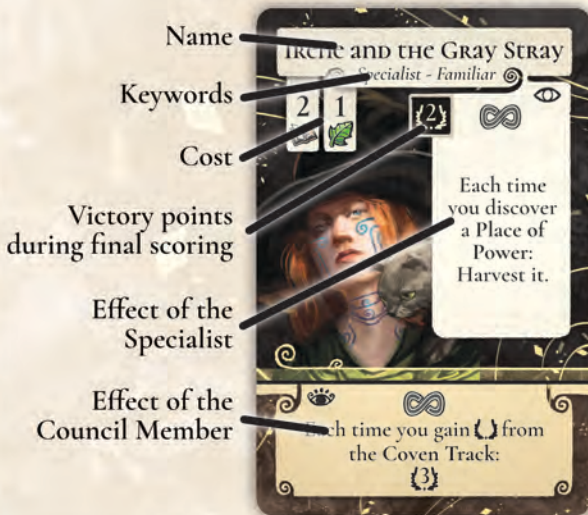 Name
Irene and the Gray Stray
Keywords
Specialist - Familiar
Cost
2 1
2
Victory points
during final scoring
Each time
you discover
a Place of
Power:
Harvest it.
Effect of the
Specialist
Effect of the
Council Member
Each time you gain from
the Coven Track:
3